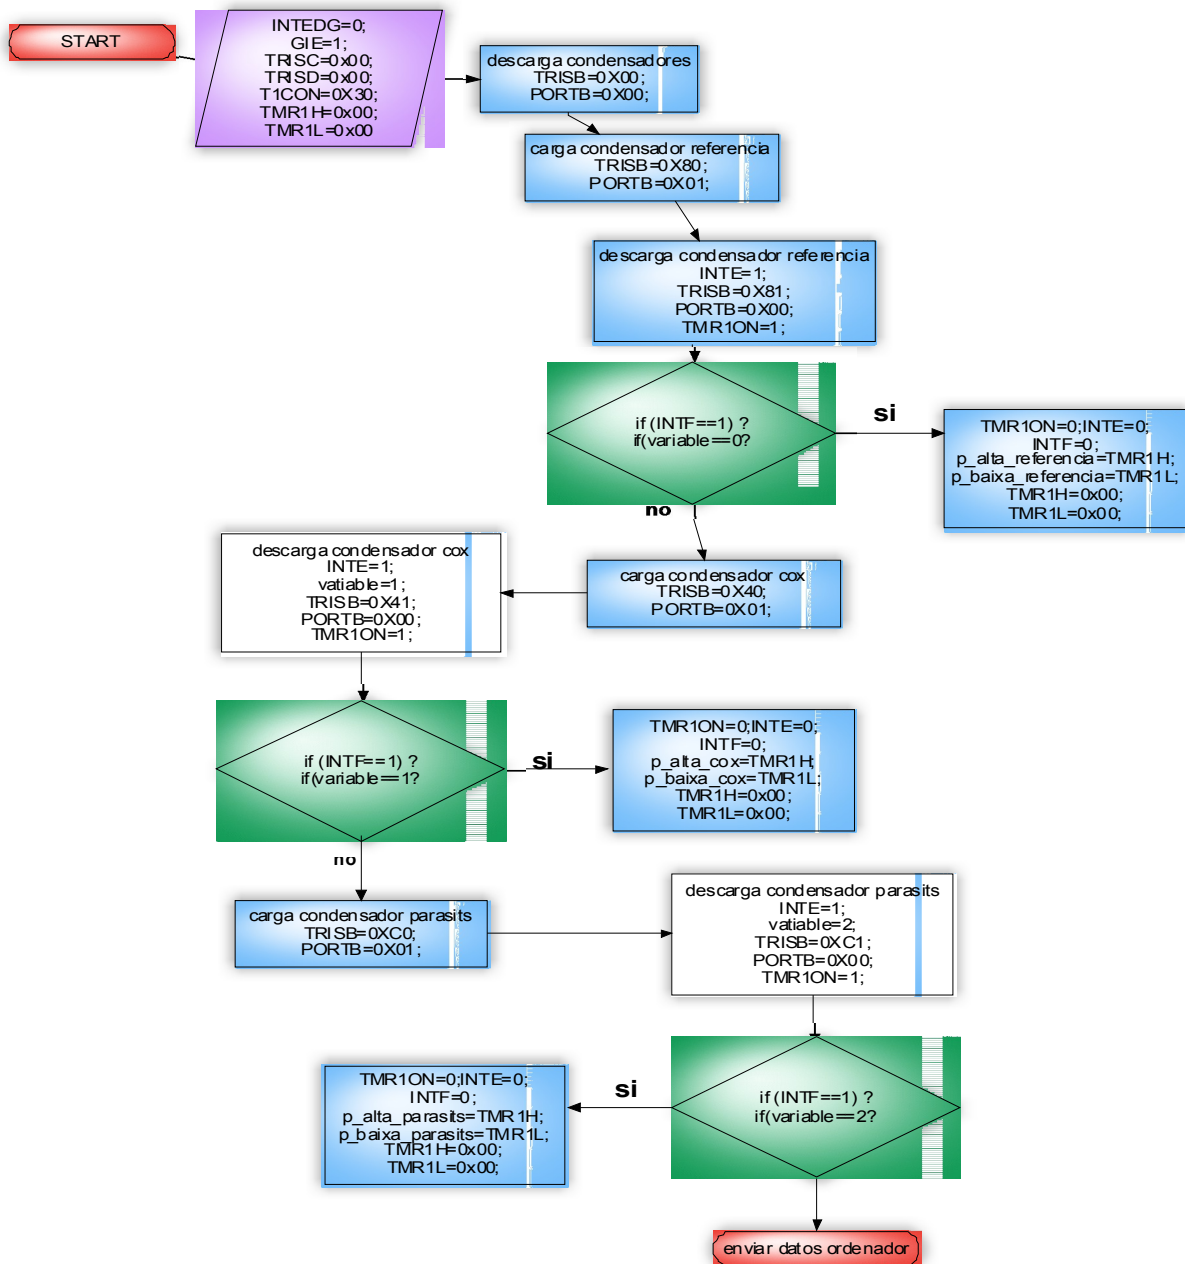 START
INTEDG=0;
GIE=1;
TRISC=0x00;
TRISD=0x00;
T1CON=0X30;
TMR1H=0x00;
TMR1L=0x00
descarga condensadores
TRISB=0X00;
PORTB=0X00;
carga condensador referencia
TRISB=0X80;
PORTB=0X01;
descarga condensador referencia
INTE=1;
TRISB=0X81;
PORTB=0X00;
TMR1ON=1;
if (INTF==1) ?
if(variable==0?
si
TMR1ON=0;INTE=0;
INTF=0;
p_alta_referencia=TMR1H;
p_baixa_referencia=TMR1L;
TMR1H=0x00;
TMR1L=0x00;
no
carga condensador cox
TRISB=0X40;
PORTB=0X01;
descarga condensador cox
INTE=1;
vatiable=1;
TRISB=0X41;
PORTB=0X00;
TMR1ON=1;
if (INTF==1) ?
if(variable==1?
si
TMR1ON=0;INTE=0;
INTF=0;
p_alta_cox=TMR1H;
p_baixa_cox=TMR1L;
TMR1H=0x00;
TMR1L=0x00;
no
carga condensador parasits
TRISB=0XC0;
PORTB=0X01;
descarga condensador parasits
INTE=1;
vatiable=2;
TRISB=0XC1;
PORTB=0X00;
TMR1ON=1;
if (INTF==1) ?
if(variable==2?
si
TMR1ON=0;INTE=0;
INTF=0;
p_alta_parasits=TMR1H;
p_baixa_parasits=TMR1L;
TMR1H=0x00;
TMR1L=0x00;
enviar datos ordenador